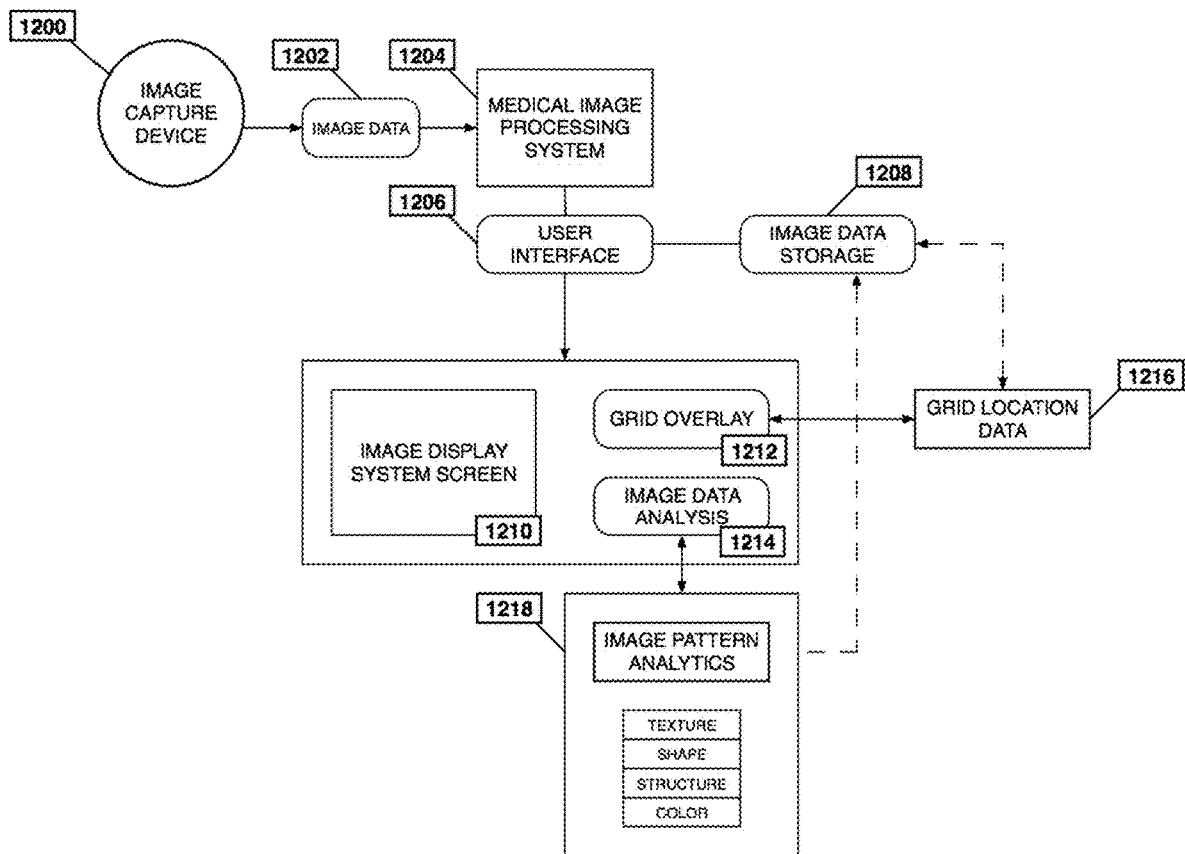 1200
IMAGE
CAPTURE
DEVICE
1202
IMAGE DATA
1204
MEDICAL IMAGE
PROCESSING
SYSTEM
1206
USER
INTERFACE
1208
IMAGE DATA
STORAGE
IMAGE DISPLAY
SYSTEM SCREEN
1210
GRID OVERLAY
1212
IMAGE DATA
ANALYSIS
1214
1216
GRID LOCATION
DATA
1218
IMAGE PATTERN
ANALYTICS
TEXTURE
SHAPE
STRUCTURE
COLOR